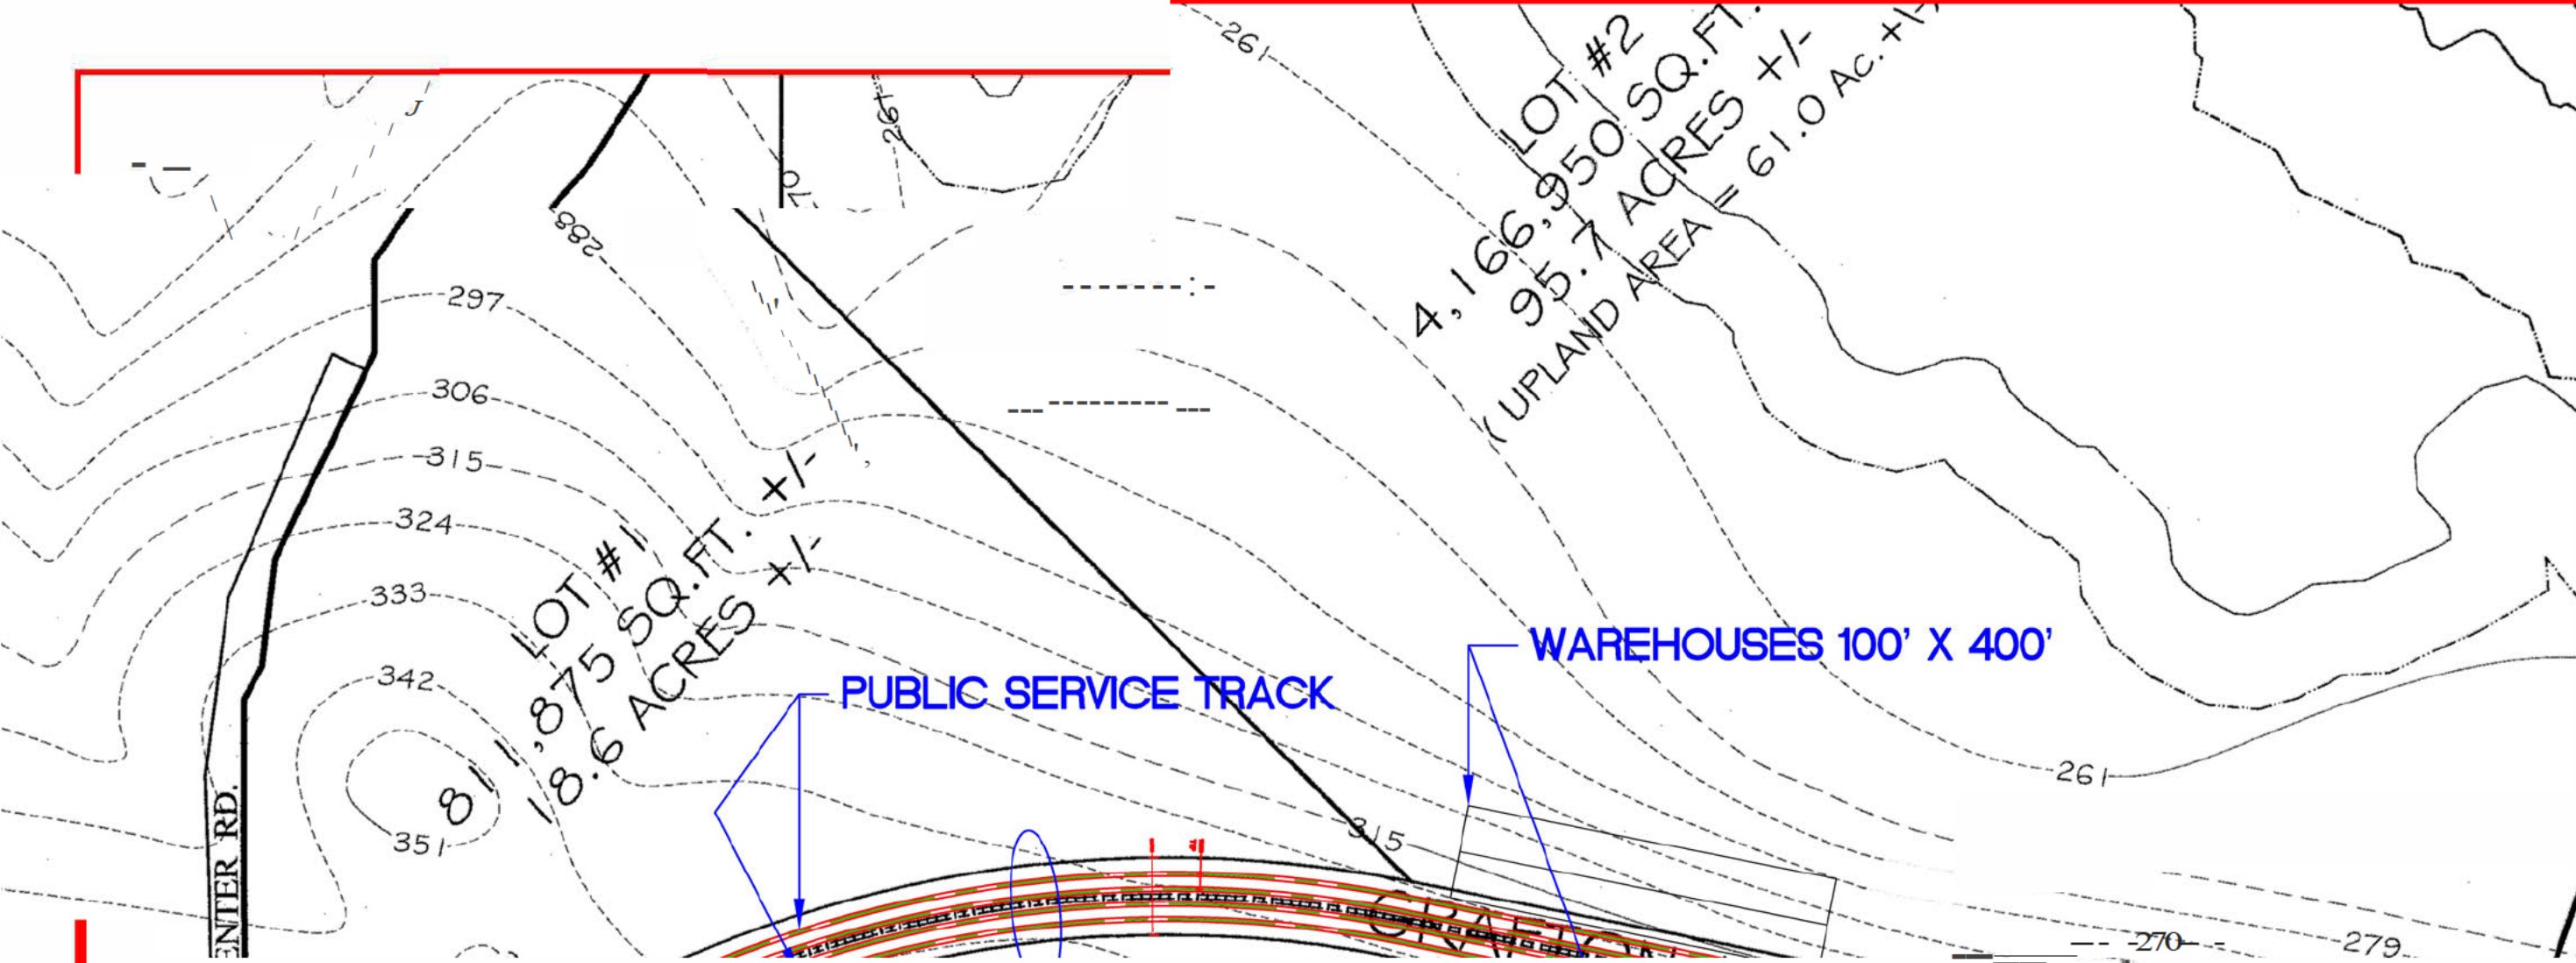 261
LOT #2
4,166,950 SQ.FT.
95.7 ACRES +/-
(UPLAND AREA = 61.0 Ac.+\-
J
261
70
288
297
306
315
324
333
342
351
LOT #1
811,875 SQ.FT. +/-
18.6 ACRES +/-
PUBLIC SERVICE TRACK
WAREHOUSES 100' X 400'
261
315
ENTER RD.
270
279